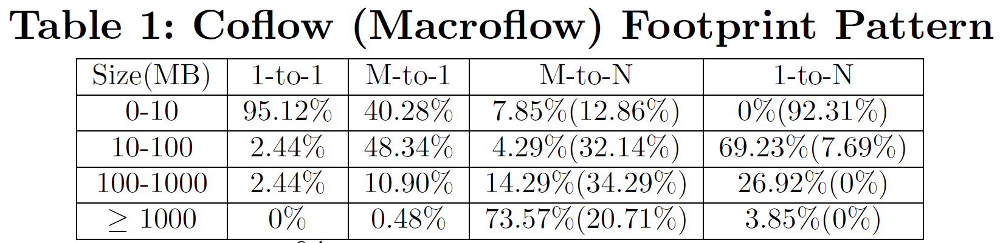 Table 1: Coflow (Macroflow) Footprint Pattern
Size(MB) 1-to-1 M-to-1 M-to-N 1-to-N
0-10 95.12% 40.28% 7.85%(12.86%) 0%(92.31%)
10-100 2.44% 48.34% 4.29%(32.14%) 69.23%(7.69%)
100-1000 2.44% 10.90% 14.29%(34.29%) 26.92%(0%)
≥ 1000 0% 0.48% 73.57%(20.71%) 3.85%(0%)